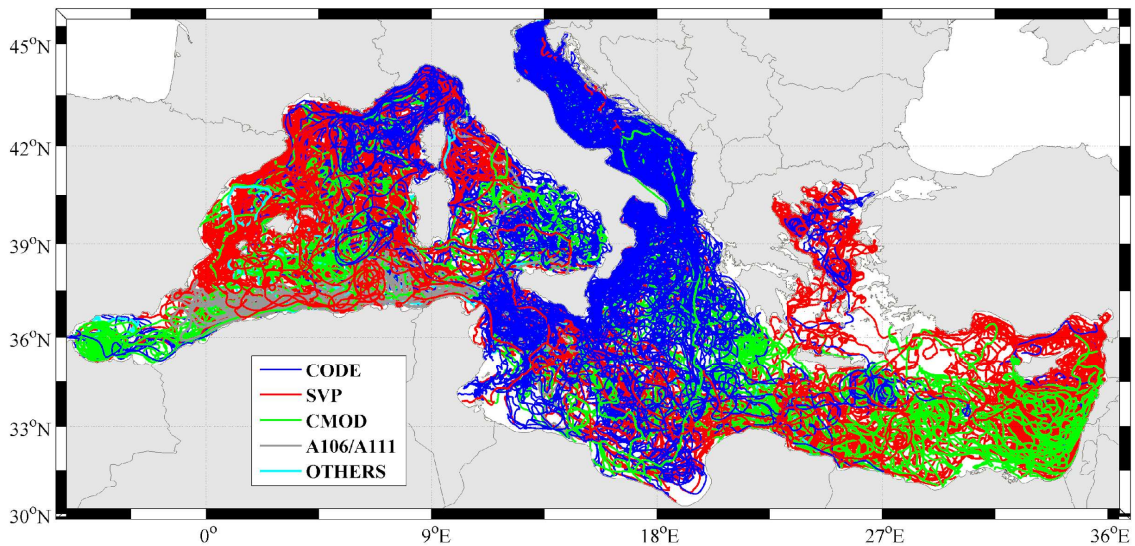 45°N
42°N
39°N
36°N
33°N
30°N
CODE
SVP
CMOD
A106/A111
OTHERS
0°
9°E
18°E
27°E
36°E